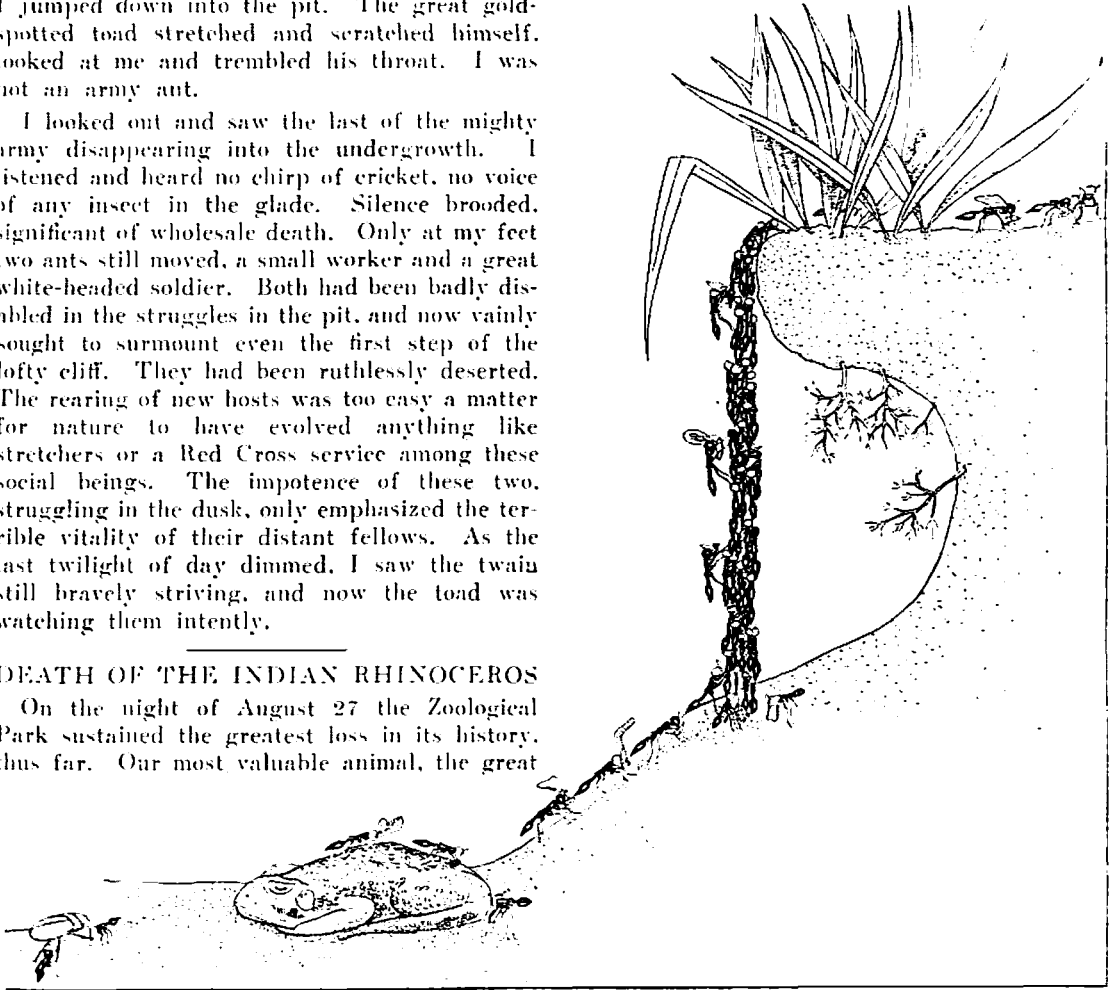 I jumped down into the pit. The great gold-
spotted toad stretched and scratched himself,
looked at me and trembled his throat. I was
not an army ant.
I looked out and saw the last of the mighty
army disappearing into the undergrowth. I
listened and heard no chirp of cricket, no voice
of any insect in the glade. Silence brooded,
significant of wholesale death. Only at my feet
two ants still moved, a small worker and a great
white-headed soldier. Both had been badly dis-
abled in the struggles in the pit, and now vainly
sought to surmount even the first step of the
lofty cliff. They had been ruthlessly deserted.
The rearing of new hosts was too easy a matter
for nature to have evolved anything like
stretchers or a Red Cross service among these
social beings. The impotence of these two,
struggling in the dusk, only emphasized the ter-
rible vitality of their distant fellows. As the
last twilight of day dimmed, I saw the twain
still bravely striving, and now the toad was
watching them intently.
DEATH OF THE INDIAN RHINOCEROS
On the night of August 27 the Zoological
Park sustained the greatest loss in its history,
thus far. Our most valuable animal, the great